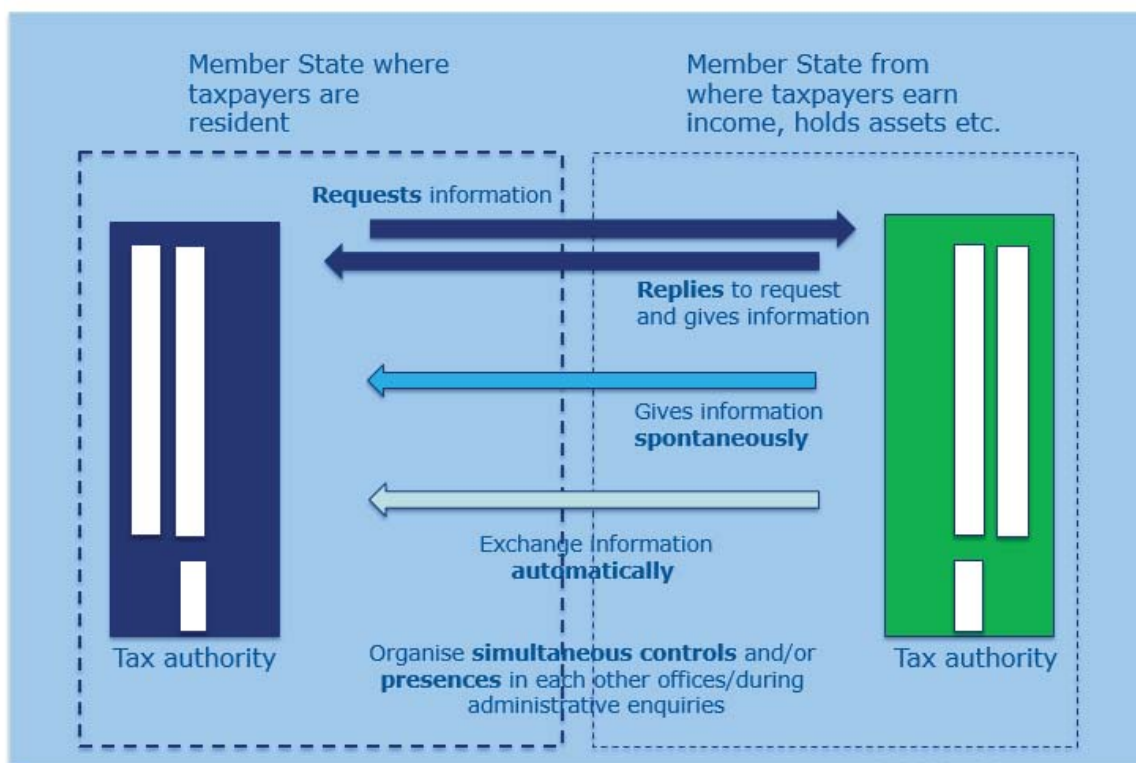 Member State where
taxpayers are
resident
Member State from
where taxpayers earn
income, holds assets etc.
Requests information
Replies to request
and gives information
Gives information
spontaneously
Exchange information
automatically
Organise simultaneous controls and/or
presences in each other offices/during
administrative enquiries
Tax authority
Tax authority